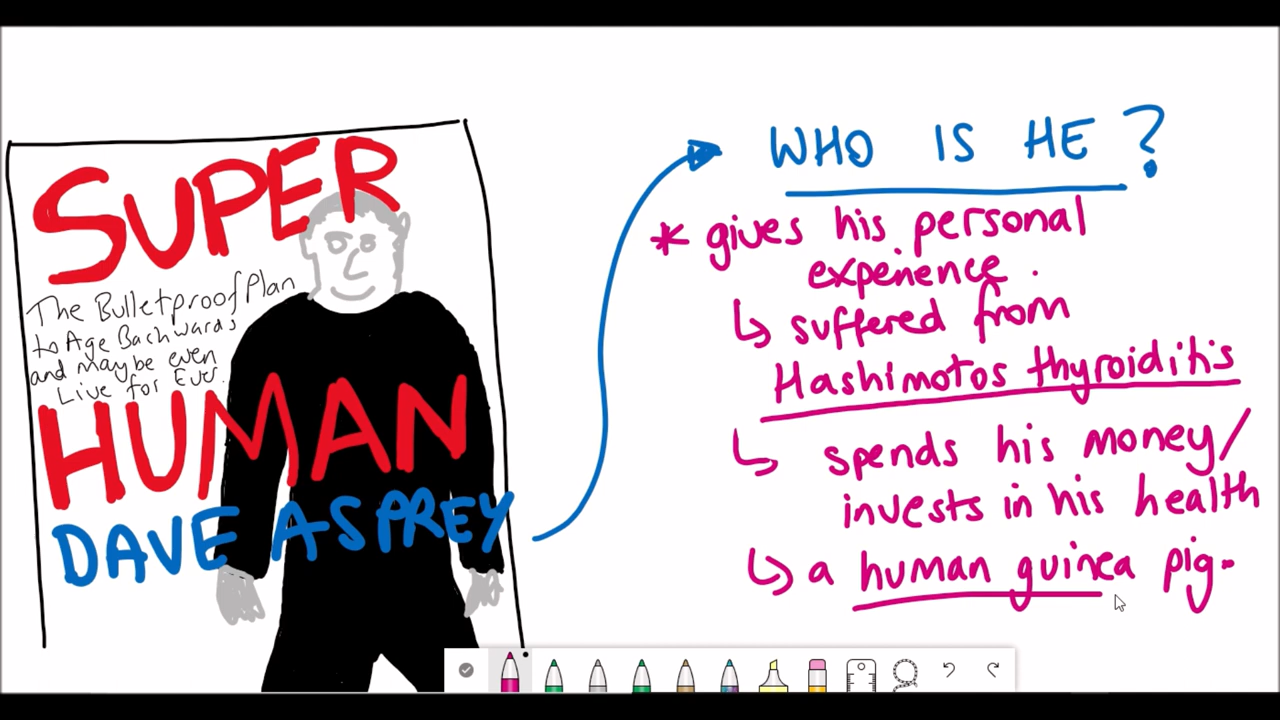 SUPER
The Bulletproof Plan
to Age Backwards
and maybe even
Live for Ever.
HUMAN
DAVE ASPREY
WHO IS HE ?
* gives his personal
experience.
↳ suffered from
Hashimotos thyroiditis
↳ spends his money/
invests in his health
↳ a human guinea pig.